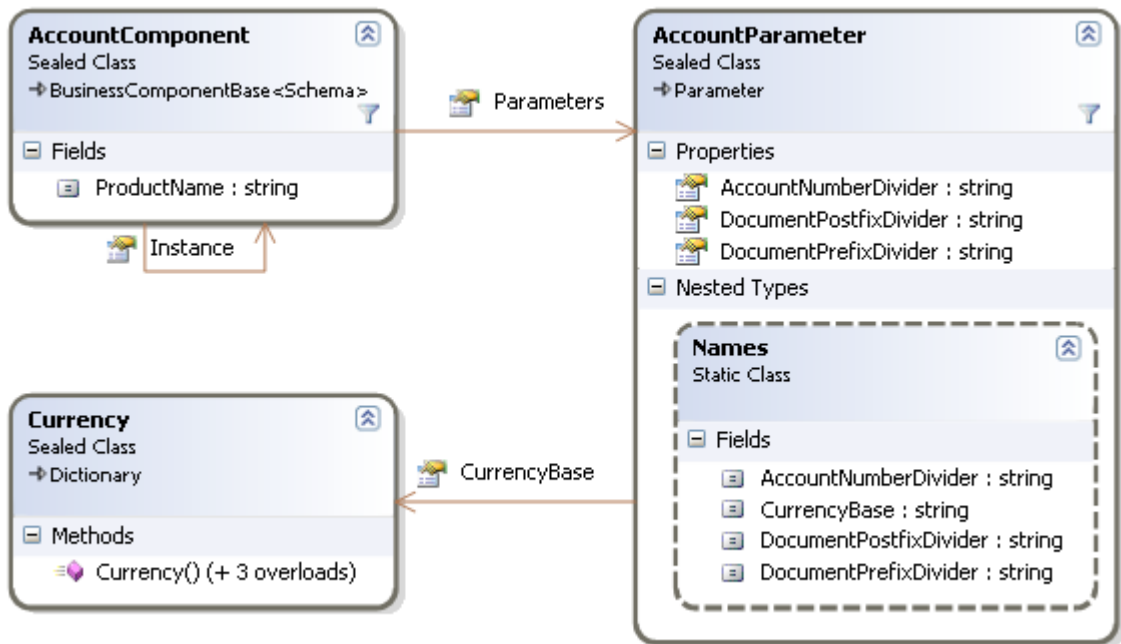 AccountComponent
Sealed Class
BusinessComponentBase<Schema>
Fields
ProductName : string
Instance
Parameters
AccountParameter
Sealed Class
Parameter
Properties
AccountNumberDivider : string
DocumentPostfixDivider : string
DocumentPrefixDivider : string
Nested Types
Names
Static Class
Fields
AccountNumberDivider : string
CurrencyBase : string
DocumentPostfixDivider : string
DocumentPrefixDivider : string
CurrencyBase
Currency
Sealed Class
Dictionary
Methods
Currency() (+ 3 overloads)